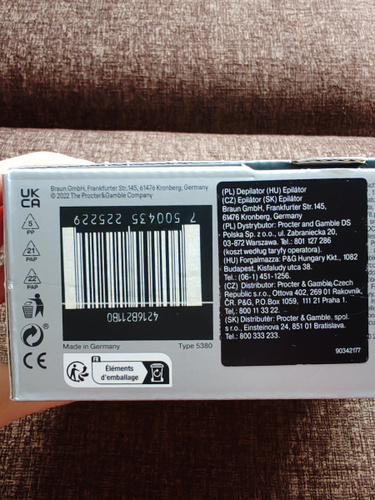 UK
CA
Braun GmbH, Frankfurter Str.145, 61476 Kronberg, Germany
© 2022 The Procter&Gamble Company
5
PP
21
PAP
22
PAP
7 500435 225229
4216B211B0
Made in Germany
Type 5380
CE
FR
Éléments
d'emballage
(PL) Depilator (HU) Epilátor
(CZ) Epilátor (SK) Epilátor
Braun GmbH, Frankfurter Str. 145,
61476 Kronberg, Germany
(PL) Dystrybutor: Procter and Gamble DS
Polska Sp. z o.o., ul. Zabraniecka 20,
03-872 Warszawa. Tel.: 801 127 286
(koszt według taryfy operatora).
(HU) Forgalmazza: P&G Hungary Kkt., 1082
Budapest, Kisfaludy utca 38.
Tel.: (06-1) 451-1256.
(CZ) Distributor: Procter & Gamble Czech
Republic s.r.o., Ottova 402, 269 01 Rakovník,
ČR. P&G, P.O.BOX 1059, 111 21 Praha 1.
Tel.: 800 11 33 22.
(SK) Distribútér: Procter & Gamble, spol.
s r.o., Einsteinova 24, 851 01 Bratislava.
Tel.: 800 333 233.
90342177